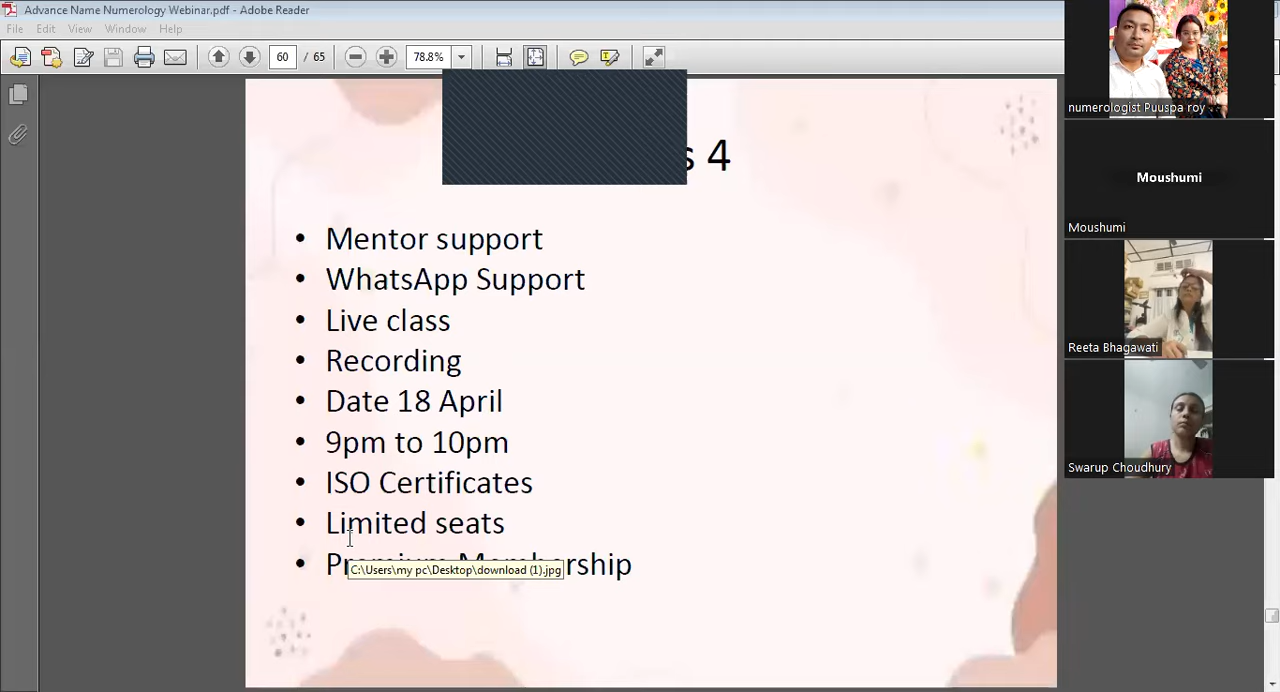 Advance Name Numerology Webinar.pdf - Adobe Reader
File Edit View Window Help
60 / 65 78.8%
s 4
• Mentor support
• WhatsApp Support
• Live class
• Recording
• Date 18 April
• 9pm to 10pm
• ISO Certificates
• Limited seats
• Premium Membership
C:\Users\my pc\Desktop\download (1).jpg
numerologist Puuspa roy
Moushumi
Moushumi
Reeta Bhagawati
Swarup Choudhury